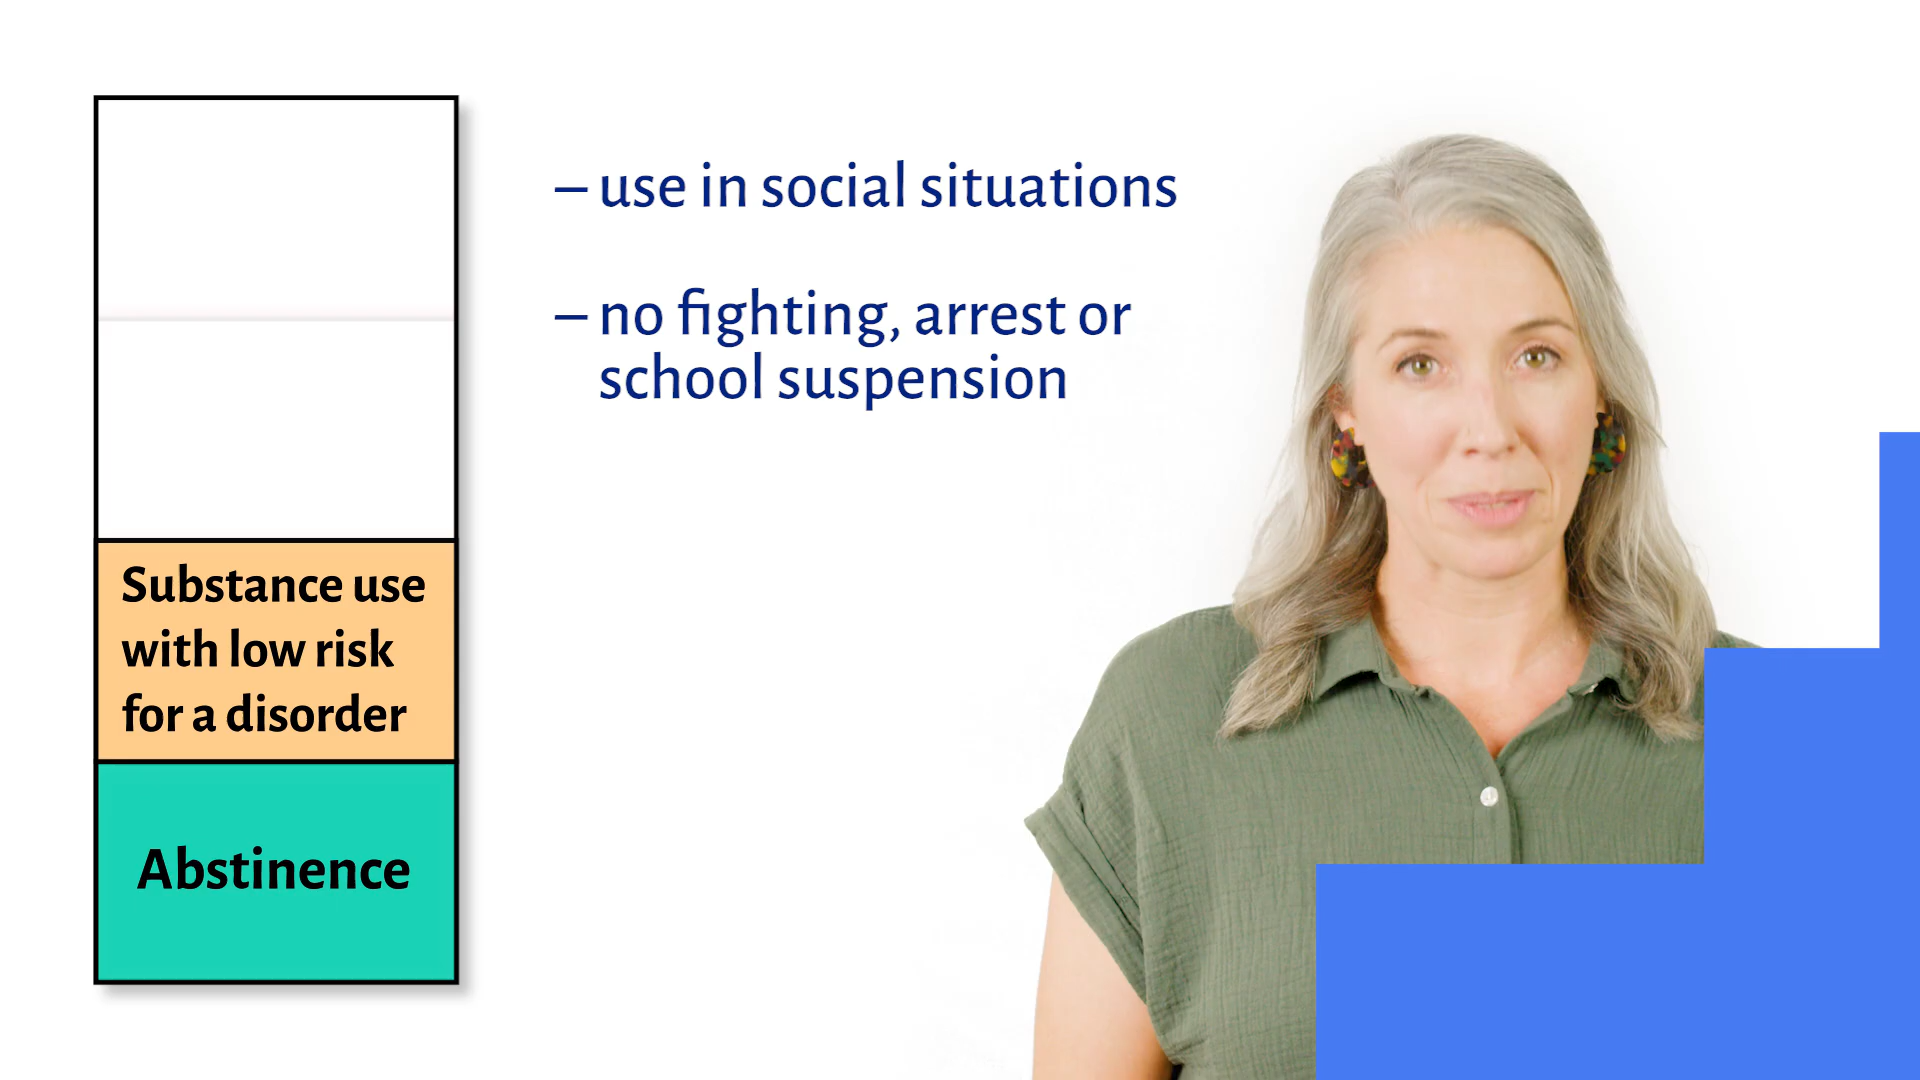 – use in social situations
– no fighting, arrest or
school suspension
Substance use
with low risk
for a disorder
Abstinence